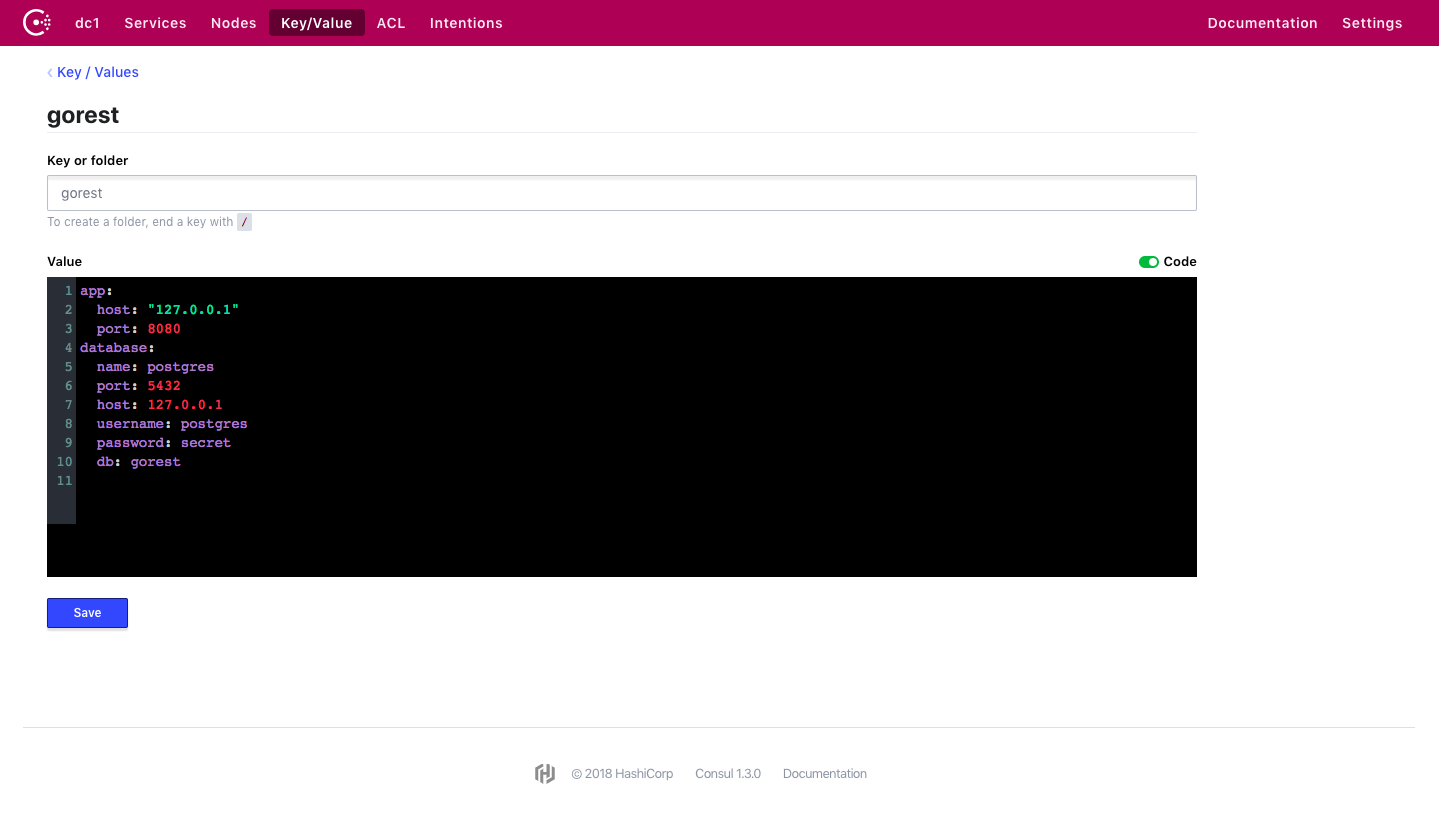 dc1 Services Nodes Key/Value ACL Intentions Documentation Settings
‹ Key / Values
gorest
Key or folder
gorest
To create a folder, end a key with /
Value Code
1 app:
2   host: "127.0.0.1"
3   port: 8080
4 database:
5   name: postgres
6   port: 5432
7   host: 127.0.0.1
8   username: postgres
9   password: secret
10   db: gorest
11
Save
© 2018 HashiCorp Consul 1.3.0 Documentation